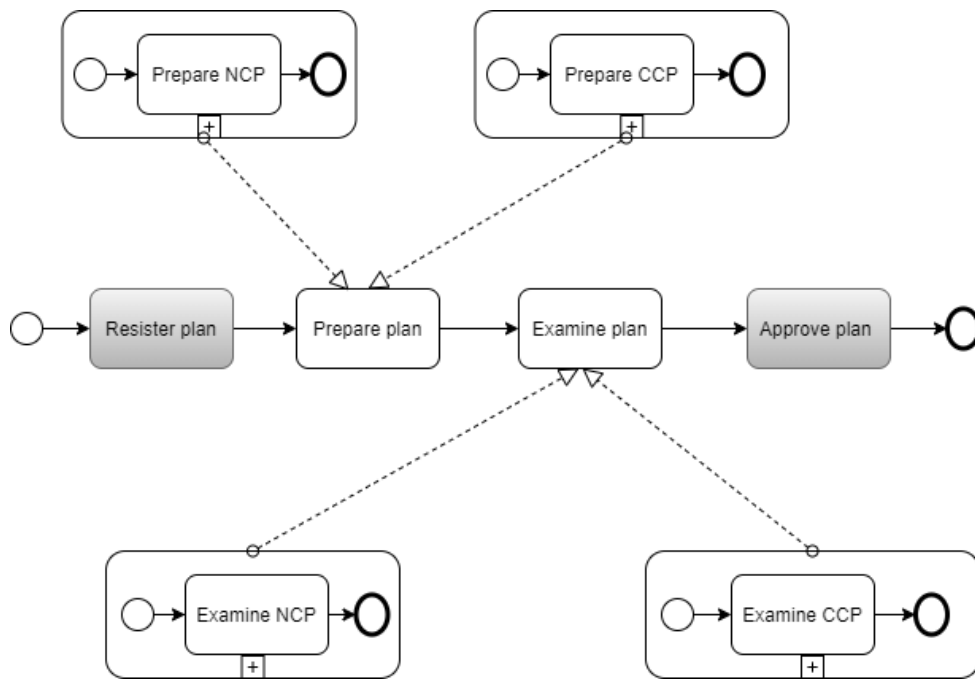 Prepare NCP
Prepare CCP
+
+
Resister plan
Prepare plan
Examine plan
Approve plan
Examine NCP
Examine CCP
+
+